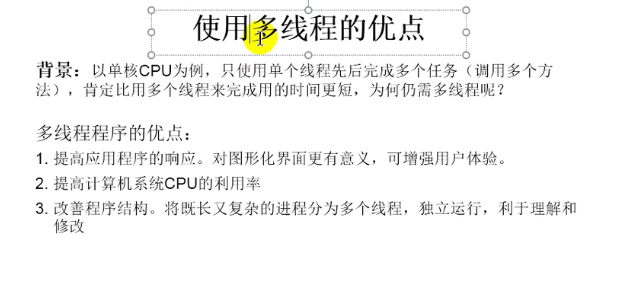 使用多线程的优点
背景：以单核CPU为例，只使用单个线程先后完成多个任务（调用多个方
法），肯定比用多个线程来完成用的时间更短，为何仍需多线程呢？
多线程程序的优点：
1. 提高应用程序的响应。对图形化界面更有意义，可增强用户体验。
2. 提高计算机系统CPU的利用率
3. 改善程序结构。将既长又复杂的进程分为多个线程，独立运行，利于理解和
修改